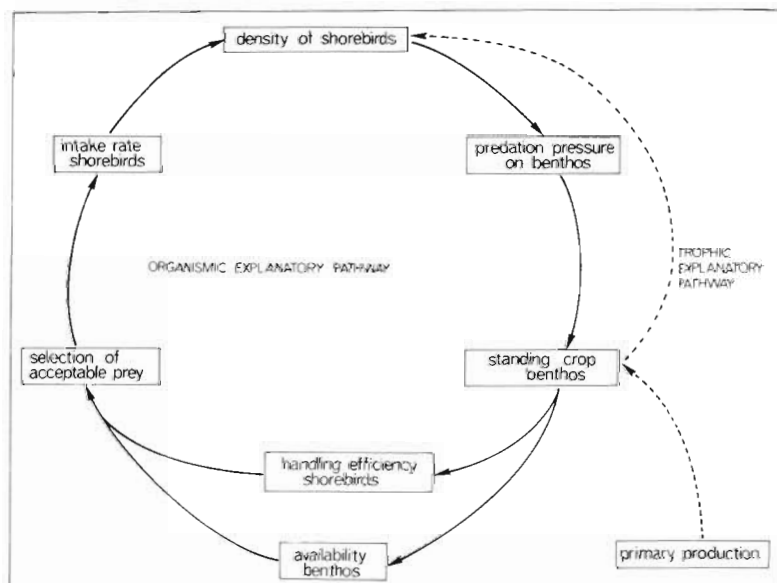 density of shorebirds
intake rate
shorebirds
predation pressure
on benthos
ORGANISMIC EXPLANATORY PATHWAY
TROPHIC
EXPLANATORY
PATHWAY
selection of
acceptable prey
standing crop
benthos
handling efficiency
shorebirds
availability
benthos
primary production